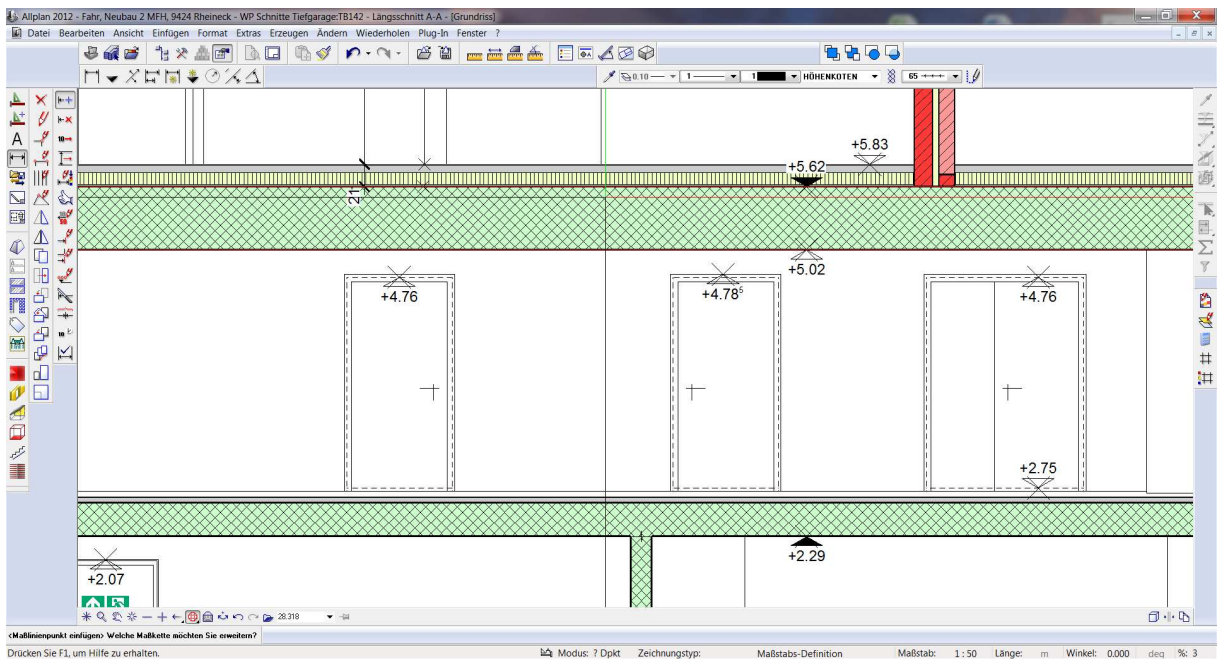 Allplan 2012 - Fahr, Neubau 2 MFH, 9424 Rheineck - WP Schnitte Tiefgarage:TB142 - Längsschnitt A-A - [Grundriss]
Datei Bearbeiten Ansicht Einfügen Format Extras Erzeugen Ändern Wiederholen Plug-In Fenster ?
0.10 1 1 HÖHENKOTEN 65
+5.83
+5.62
21
+5.02
+4.76 +4.78⁵ +4.76
+2.75
+2.29
+2.07
28.318
<Maßlinienpunkt einfügen> Welche Maßkette möchten Sie erweitern?
Drücken Sie F1, um Hilfe zu erhalten. Modus: ? Dpkt Zeichnungstyp: Maßstabs-Definition Maßstab: 1 : 50 Länge: m Winkel: 0.000 deg %: 3